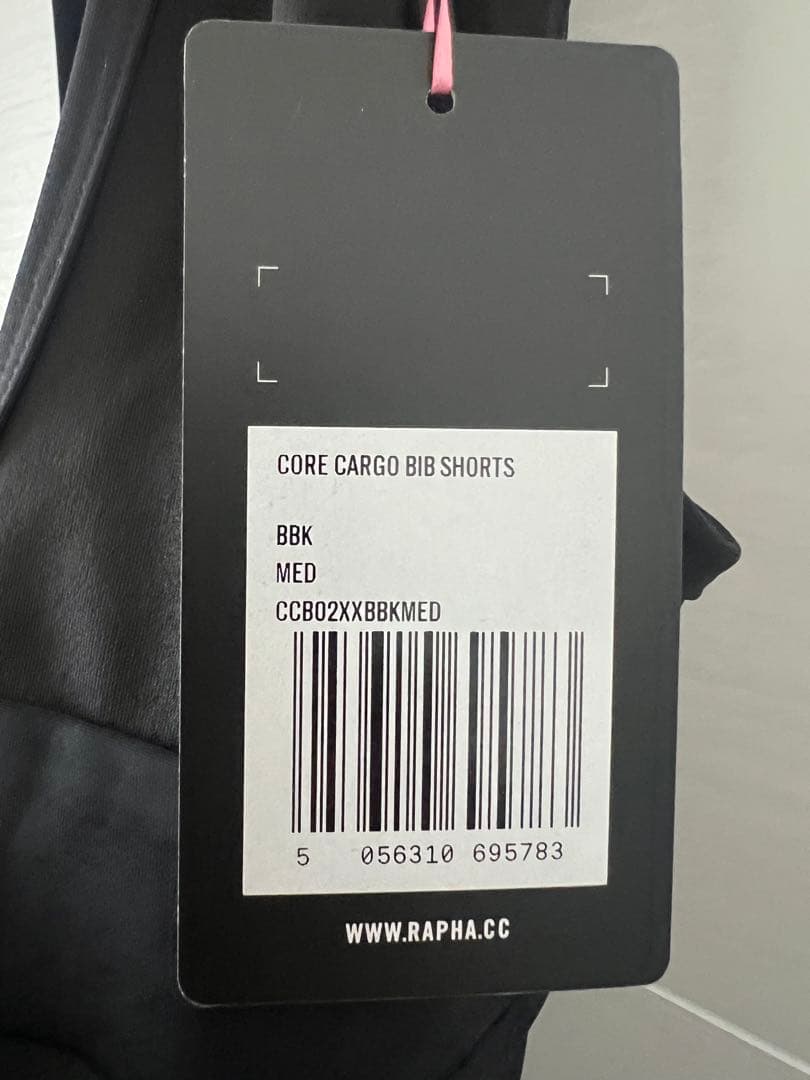 CORE CARGO BIB SHORTS
BBK
MED
CCB02XXBBKMED
5 056310 695783
WWW.RAPHA.CC